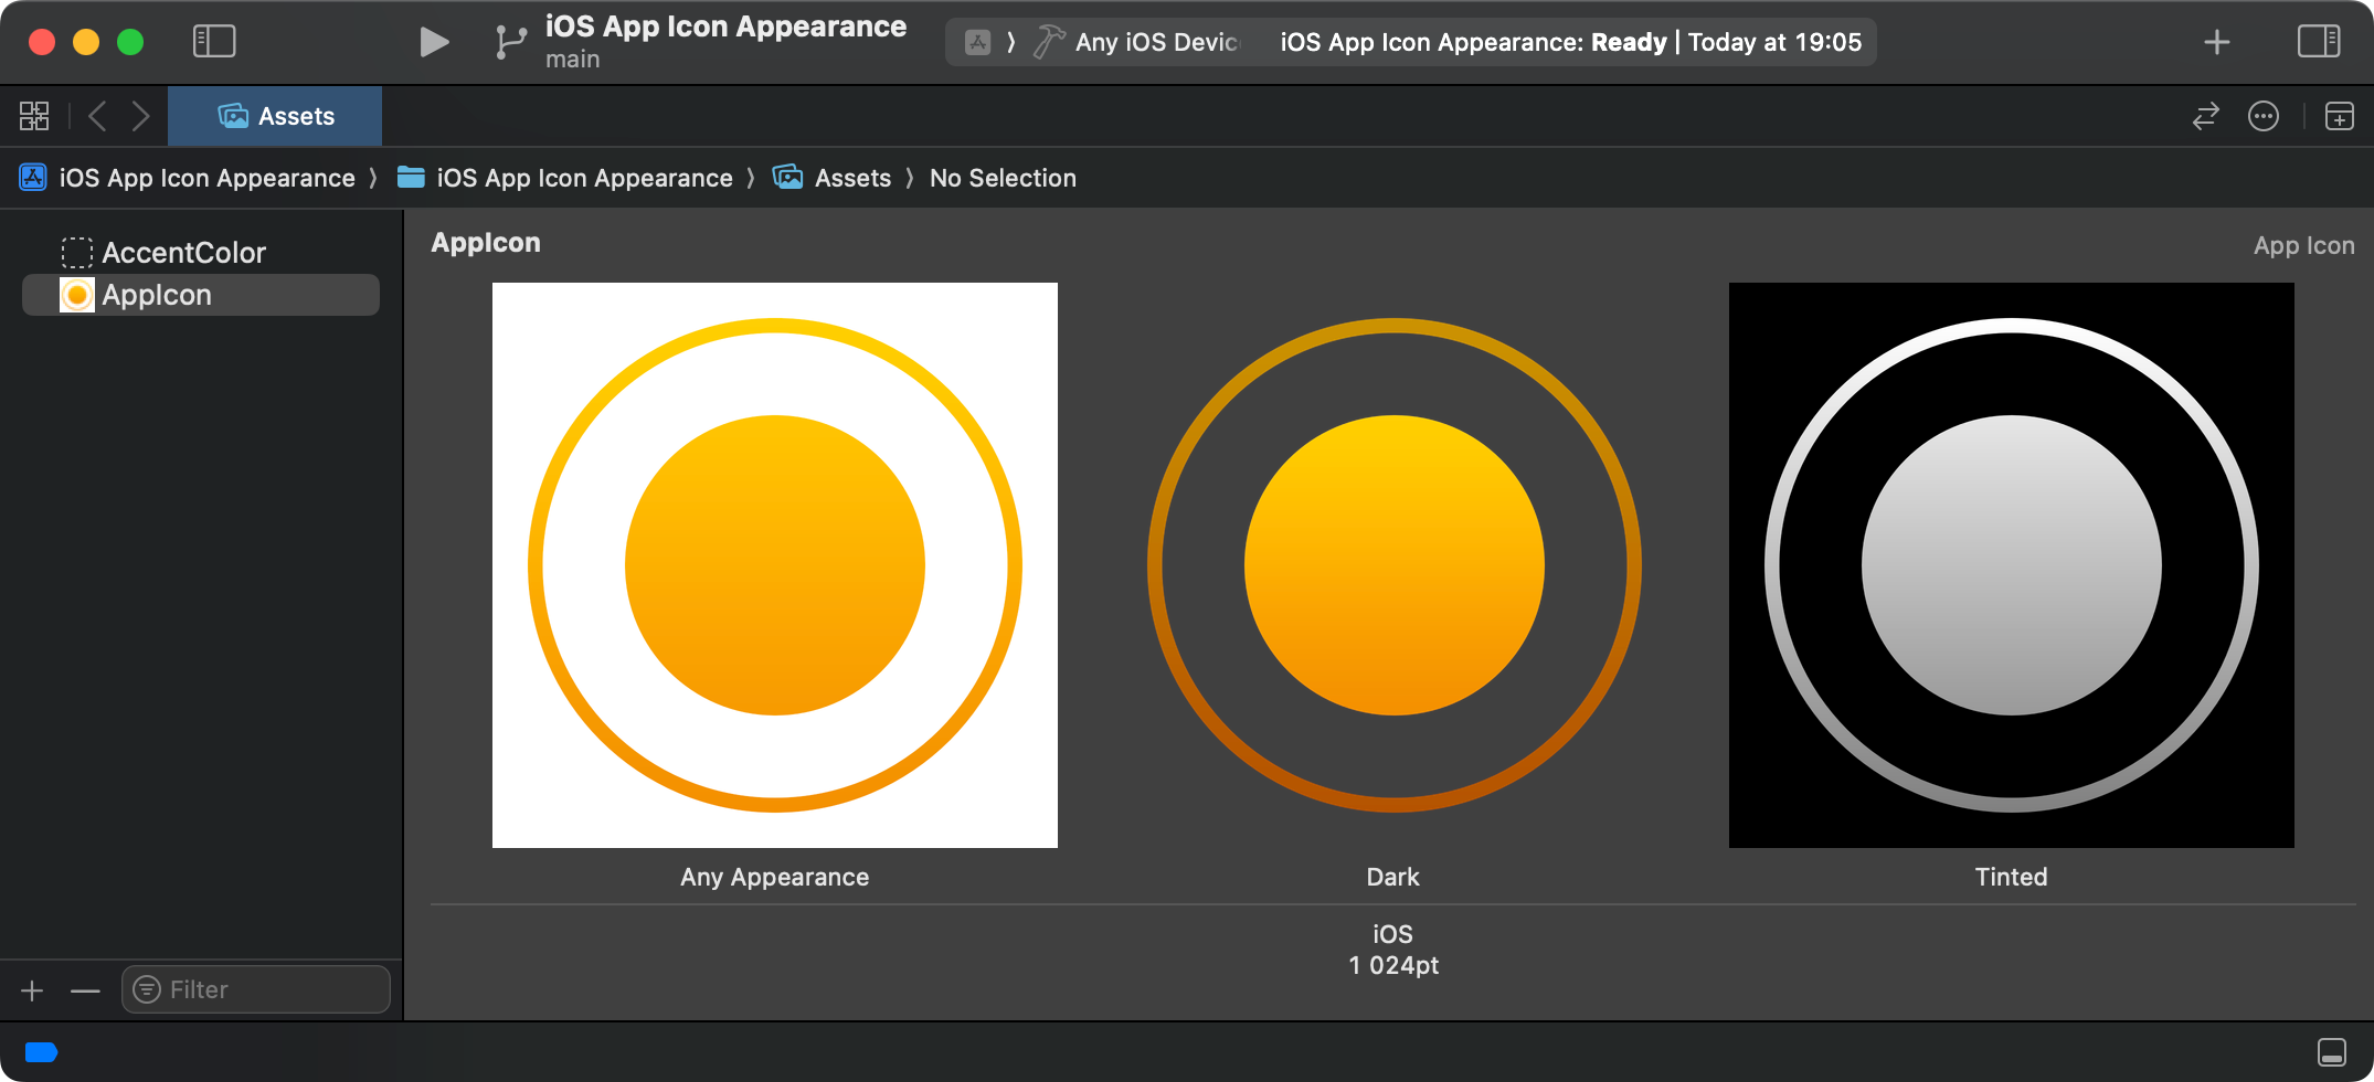 iOS App Icon Appearance
main
Any iOS Devic
iOS App Icon Appearance: Ready | Today at 19:05
Assets
iOS App Icon Appearance 〉 iOS App Icon Appearance 〉 Assets 〉 No Selection
AccentColor
AppIcon
AppIcon
App Icon
Any Appearance
Dark
Tinted
iOS
1 024pt
Filter